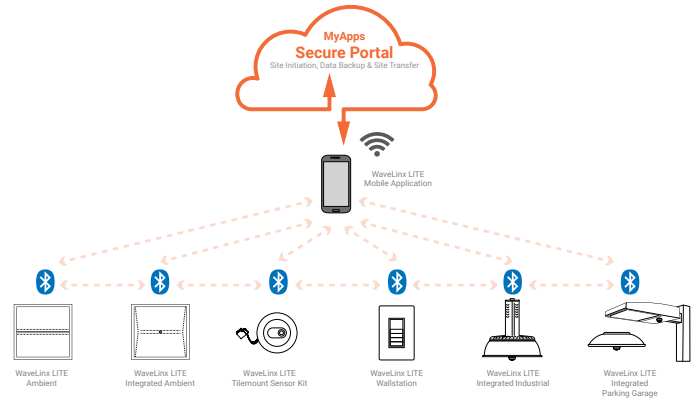 MyApps
Secure Portal
Site Initiation, Data Backup & Site Transfer
WaveLinx LITE
Mobile Application
WaveLinx LITE
Ambient
WaveLinx LITE
Integrated Ambient
WaveLinx LITE
Tilemount Sensor Kit
WaveLinx LITE
Wallstation
WaveLinx LITE
Integrated Industrial
WaveLinx LITE
Integrated
Parking Garage